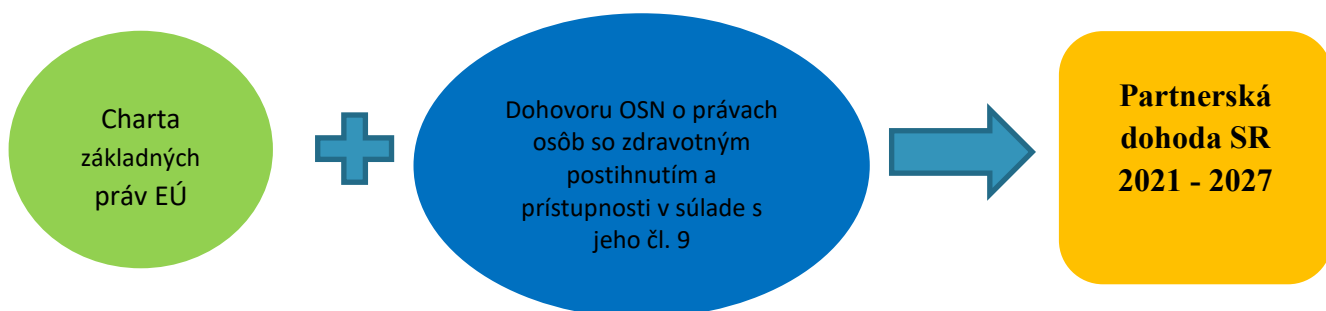 Charta
základných
práv EÚ
Dohovoru OSN o právach
osôb so zdravotným
postihnutím a
prístupnosti v súlade s
jeho čl. 9
Partnerská
dohoda SR
2021 - 2027